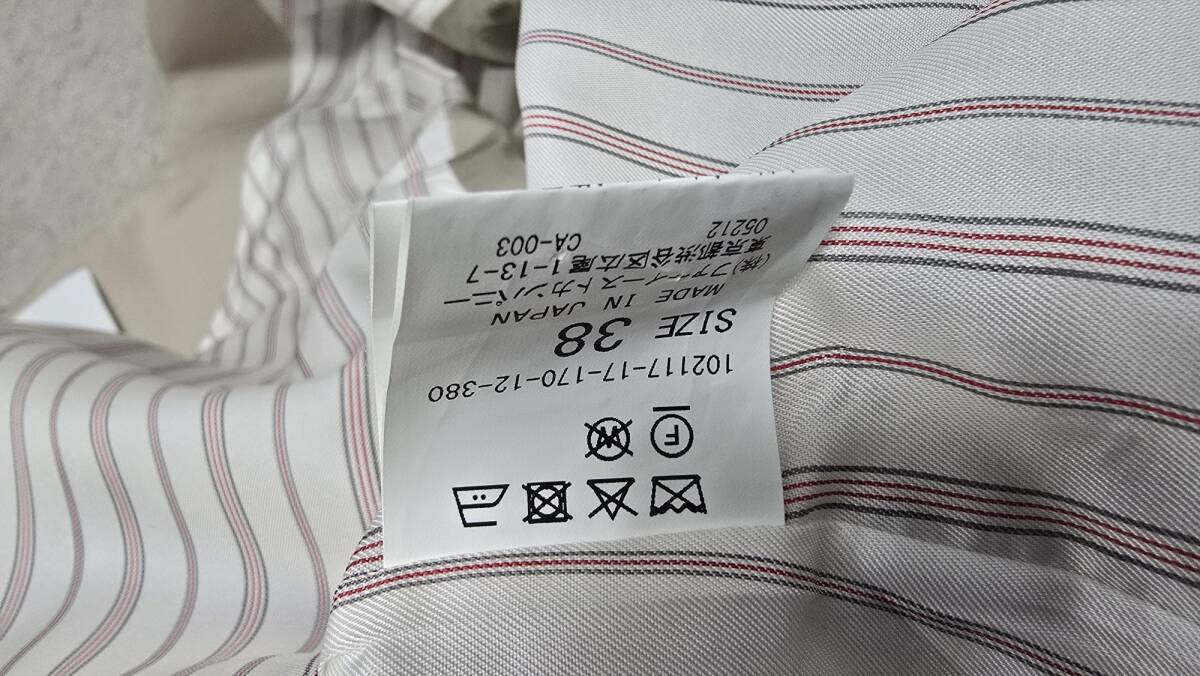 102117-17-170-12-380
SIZE 38
MADE IN JAPAN
(株)ファーイーストカンパニー
東京都渋谷区広尾1-13-7
05212 CA-003